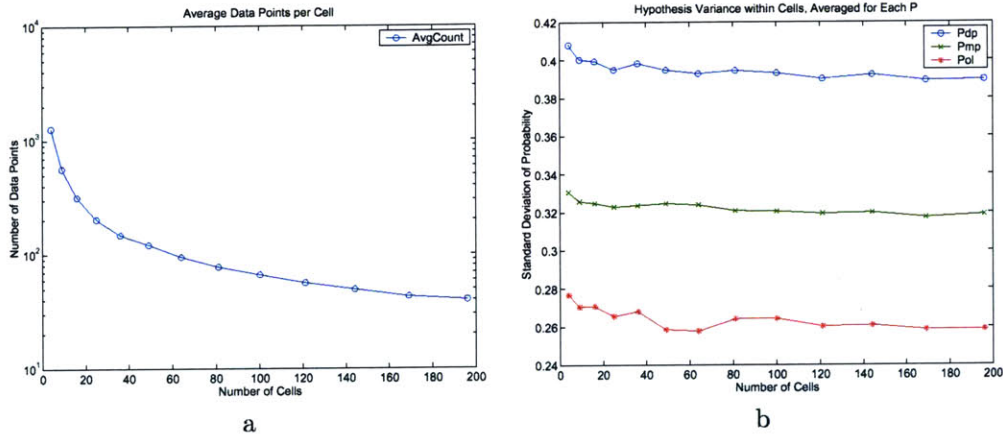 Average Data Points per Cell
10^4
10^3
10^2
10^1
Number of Data Points
AvgCount
0 20 40 60 80 100 120 140 160 180 200
Number of Cells
a
Hypothesis Variance within Cells, Averaged for Each P
0.42
0.4
0.38
0.36
0.34
0.32
0.3
0.28
0.26
0.24
Standard Deviation of Probability
Pdp
Pmp
Pol
0 20 40 60 80 100 120 140 160 180 200
Number of Cells
b